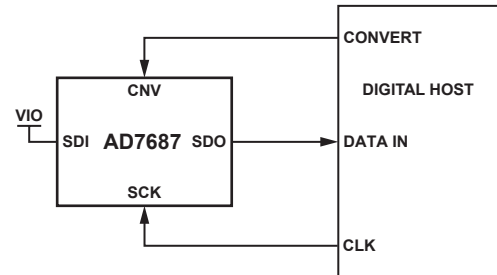 CONVERT
CNV
DIGITAL HOST
VIO
SDI AD7687 SDO
DATA IN
SCK
CLK